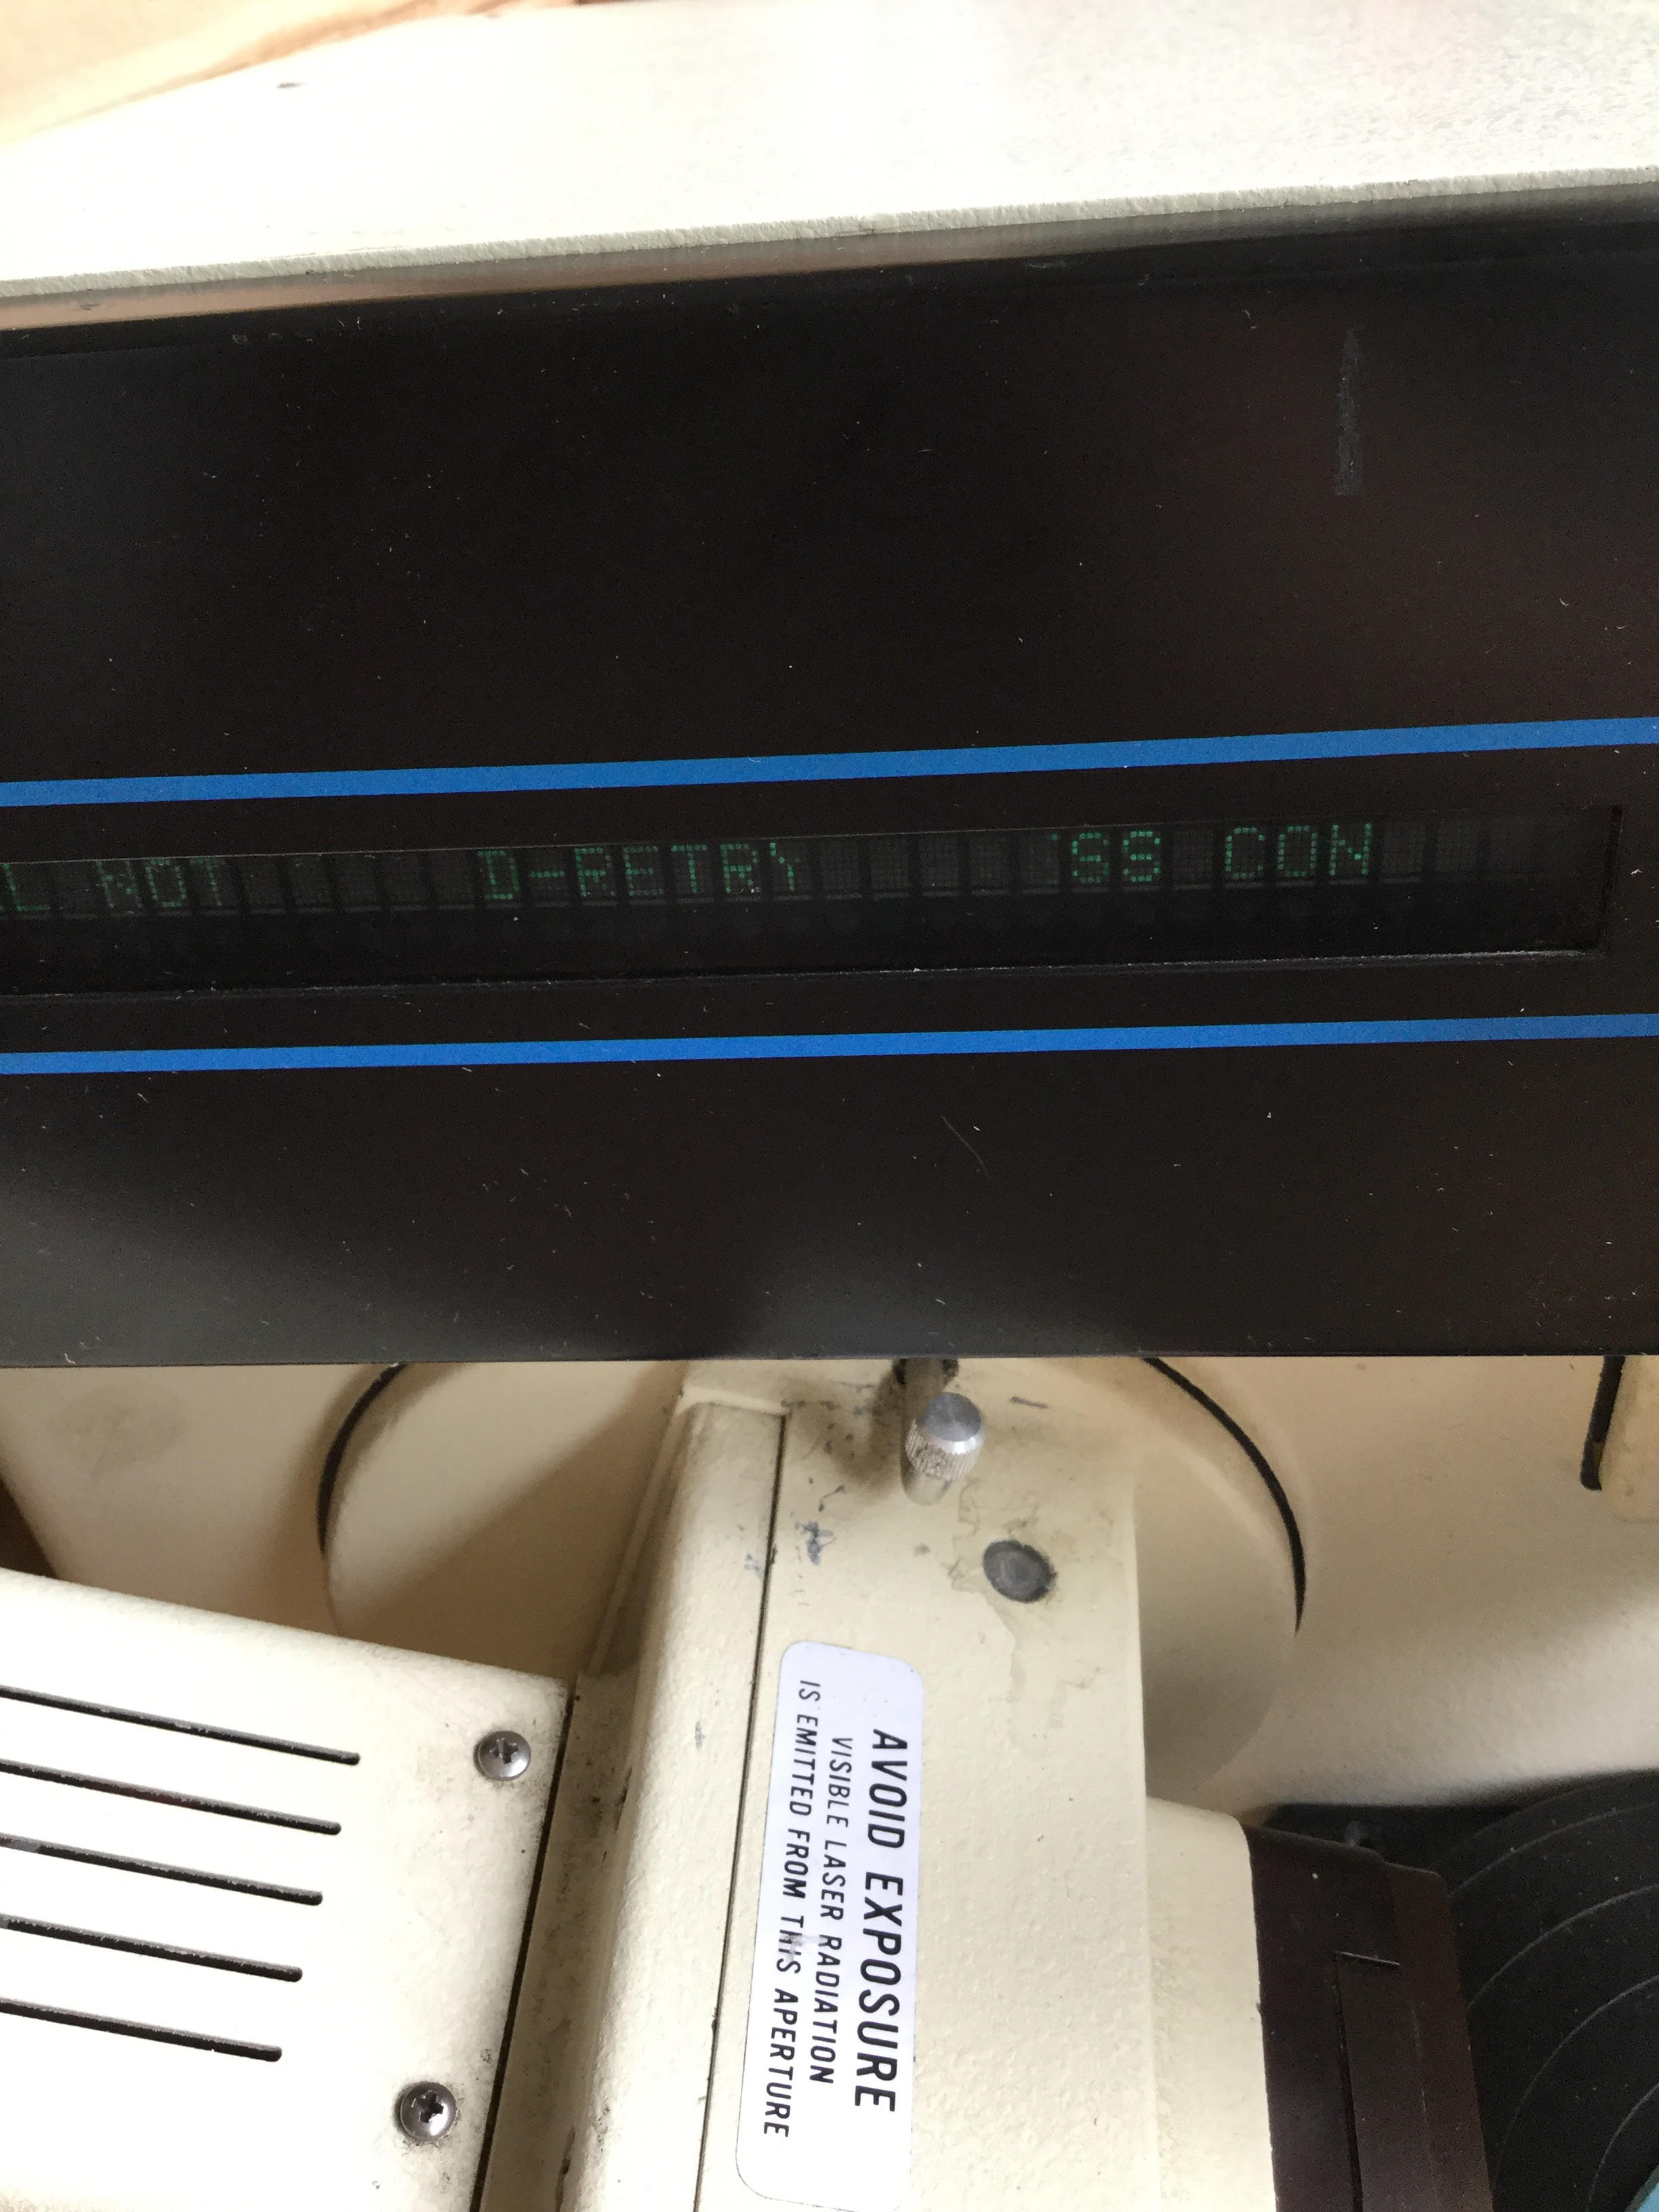 L NOT D-RETRY SS CON
AVOID EXPOSURE
VISIBLE LASER RADIATION
IS EMITTED FROM THIS APERTURE